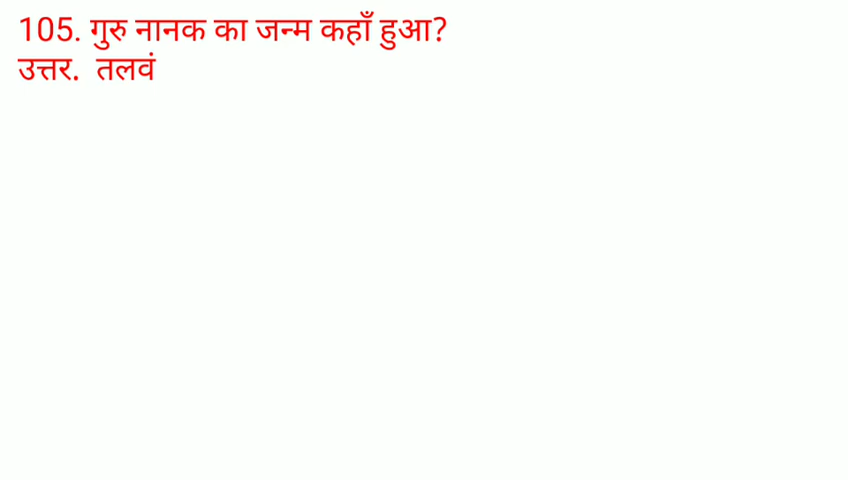 105. गुरु नानक का जन्म कहाँ हुआ?
उत्तर. तलवं